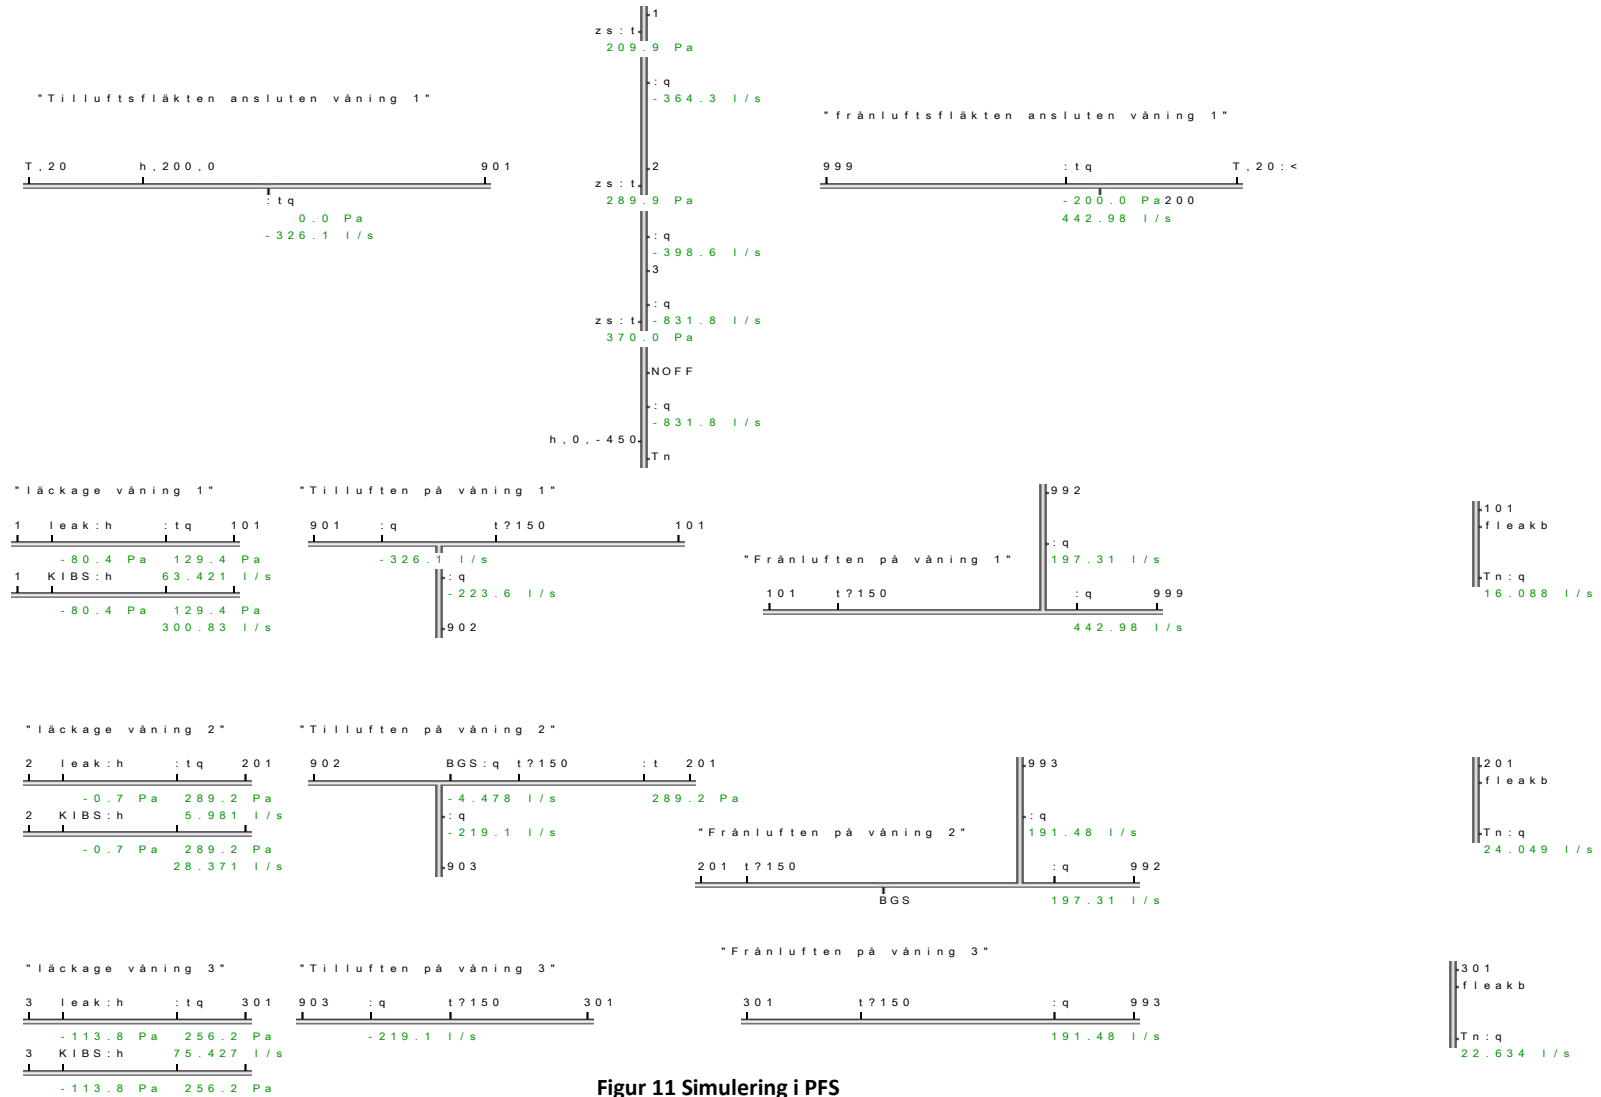 1
zs:t
209.9 Pa
:q
-364.3 l/s
"Tilluftsfläkten ansluten våning 1"
"frånluftsfläkten ansluten våning 1"
T,20 h,200,0 901
:tq
0.0 Pa
-326.1 l/s
2
zs:t
289.9 Pa
:q
-398.6 l/s
3
:q
zs:t -831.8 l/s
370.0 Pa
NOFF
:q
-831.8 l/s
h,0,-450
Tn
999 :tq T,20:<
-200.0 Pa 200
442.98 l/s
"läckage våning 1"
1 leak:h :tq 101
-80.4 Pa 129.4 Pa
1 KIBS:h 63.421 l/s
-80.4 Pa 129.4 Pa
300.83 l/s
"Tilluften på våning 1"
901 :q t?150 101
-326.1 l/s
:q
-223.6 l/s
902
992
:q
197.31 l/s
"Frånluften på våning 1"
101 t?150 :q 999
442.98 l/s
101
fleakb
Tn:q
16.088 l/s
"läckage våning 2"
2 leak:h :tq 201
-0.7 Pa 289.2 Pa
2 KIBS:h 5.981 l/s
-0.7 Pa 289.2 Pa
28.371 l/s
"Tilluften på våning 2"
902 BGS:q t?150 :t 201
-4.478 l/s 289.2 Pa
:q
-219.1 l/s
903
993
:q
191.48 l/s
"Frånluften på våning 2"
201 t?150 :q 992
BGS 197.31 l/s
201
fleakb
Tn:q
24.049 l/s
"läckage våning 3"
3 leak:h :tq 301
-113.8 Pa 256.2 Pa
3 KIBS:h 75.427 l/s
-113.8 Pa 256.2 Pa
"Tilluften på våning 3"
903 :q t?150 301
-219.1 l/s
"Frånluften på våning 3"
301 t?150 :q 993
191.48 l/s
301
fleakb
Tn:q
22.634 l/s
Figur 11 Simulering i PFS